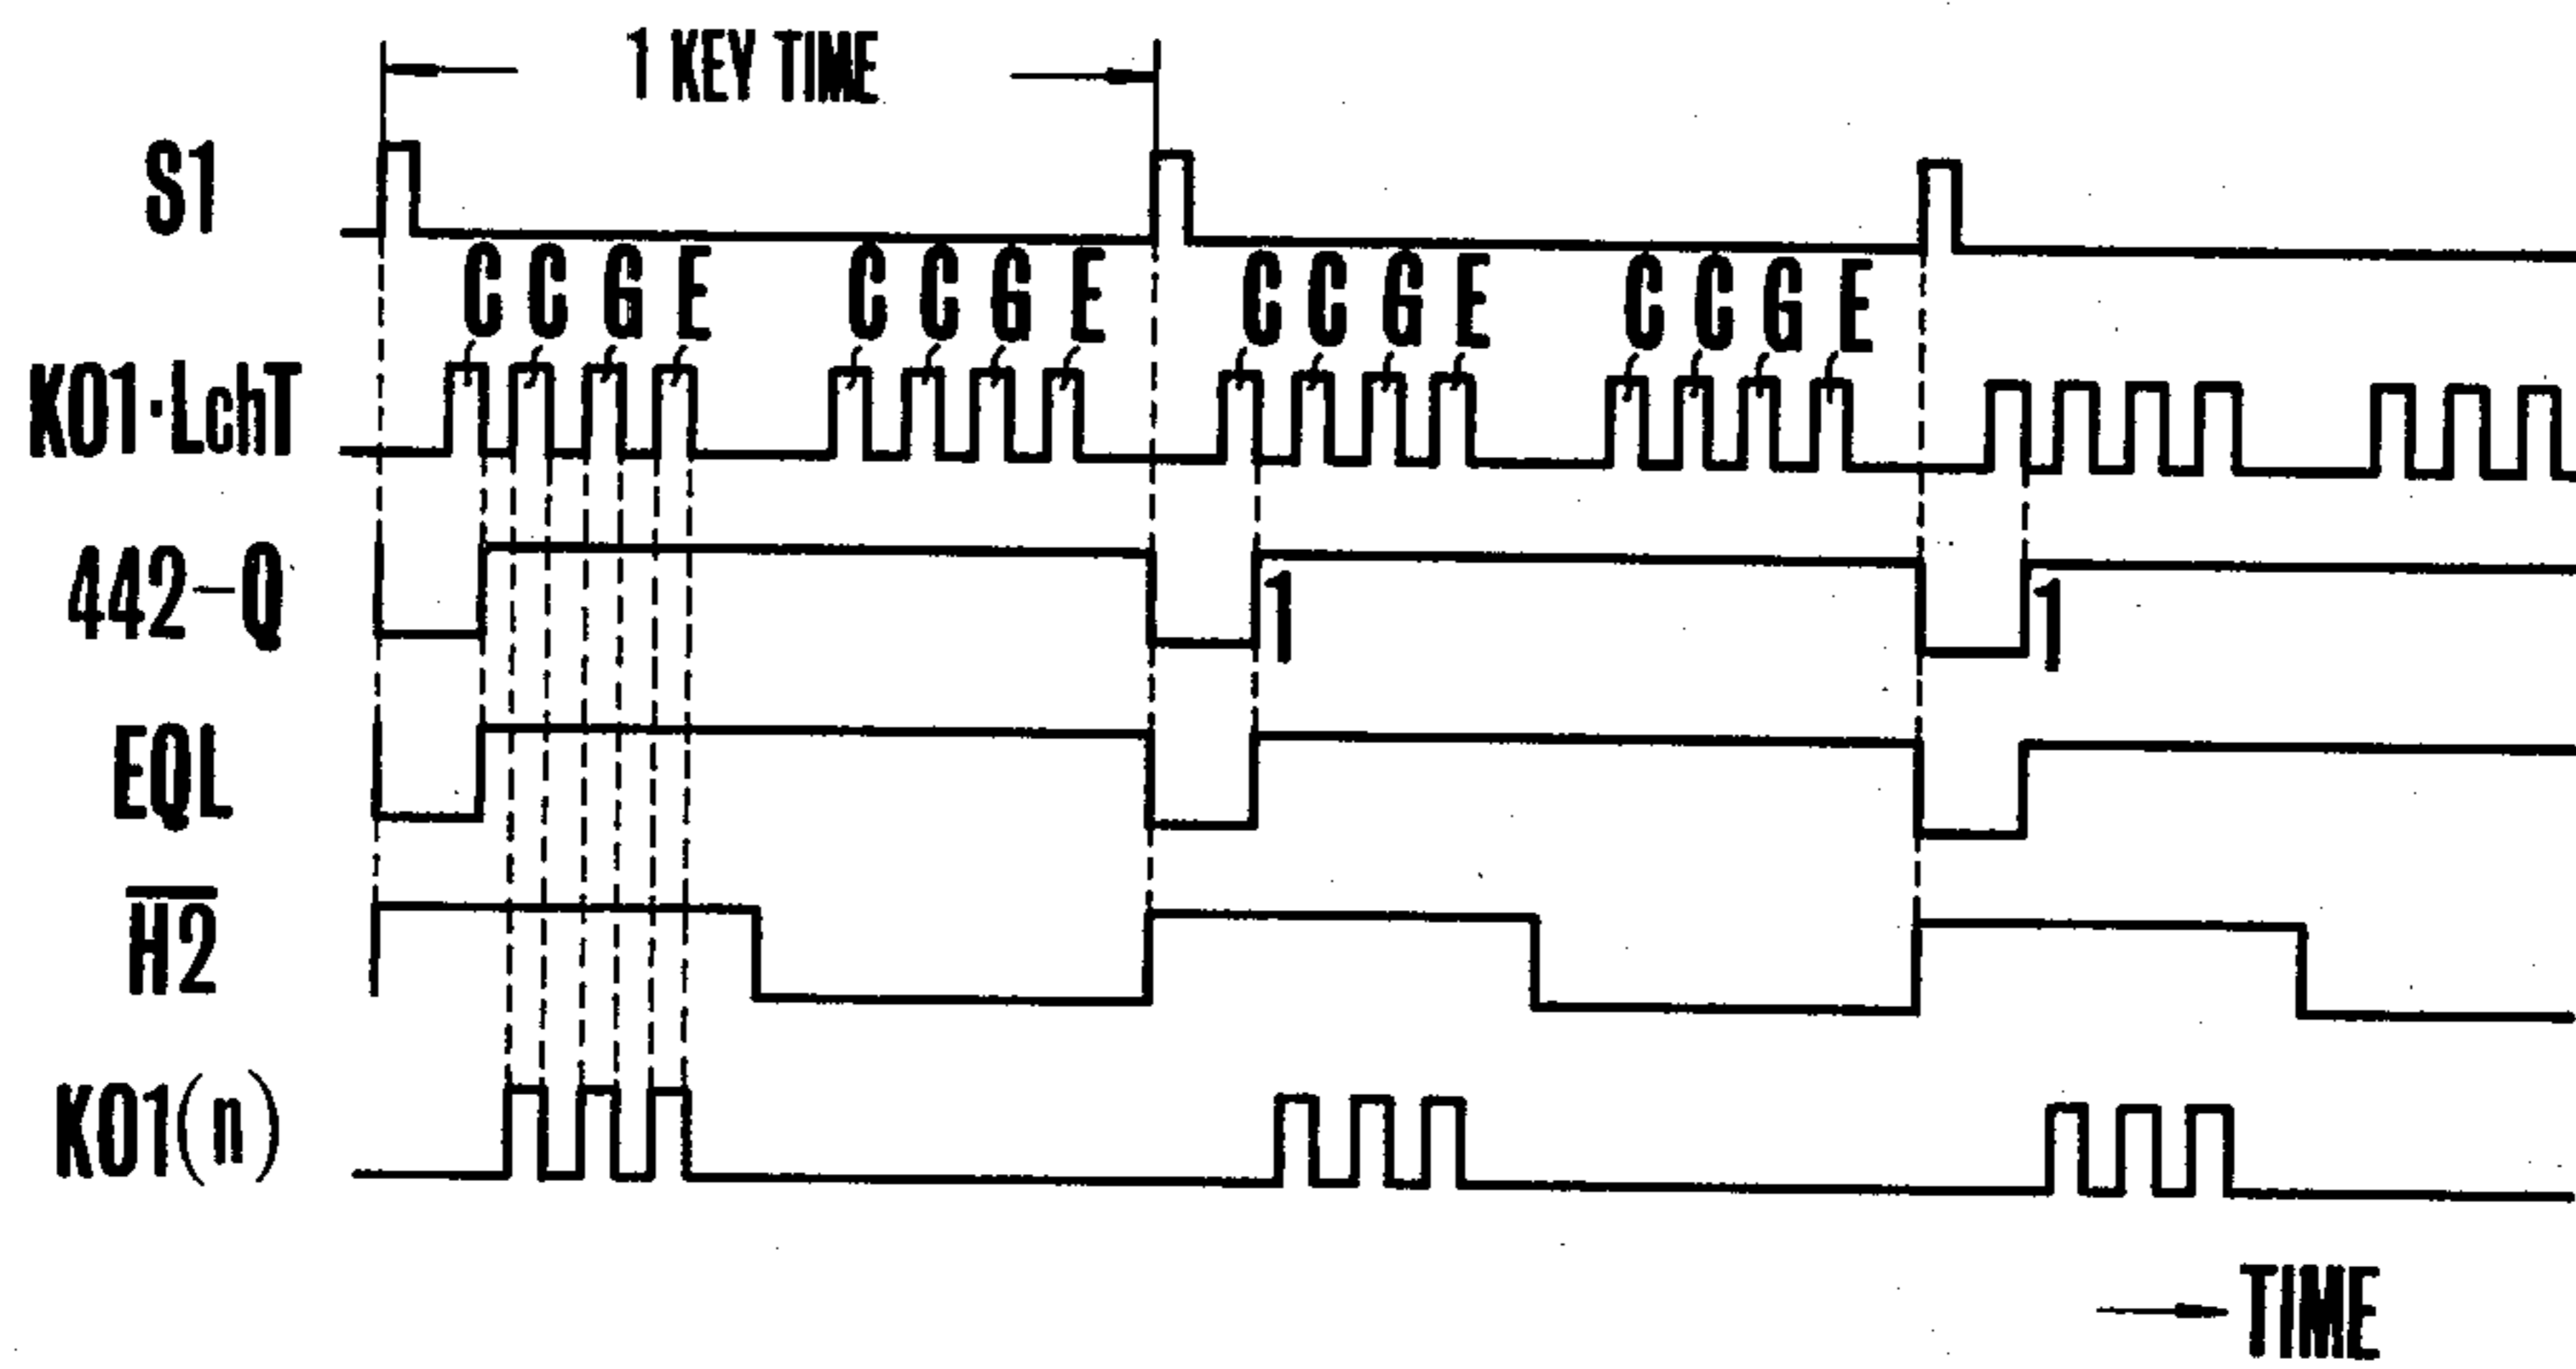 1 KEY TIME
S1
C C G E C C G E C C G E C C G E
K01·LchT
442-Q
1 1
EQL
H2
K01(n)
TIME